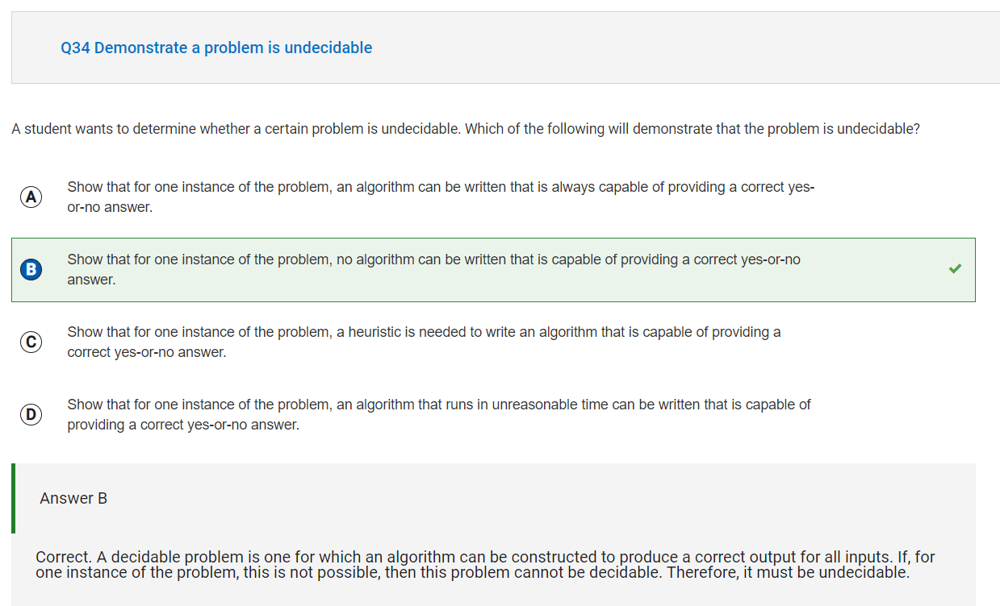 Q34 Demonstrate a problem is undecidable
A student wants to determine whether a certain problem is undecidable. Which of the following will demonstrate that the problem is undecidable?
A
Show that for one instance of the problem, an algorithm can be written that is always capable of providing a correct yes-
or-no answer.
B
Show that for one instance of the problem, no algorithm can be written that is capable of providing a correct yes-or-no
answer.
C
Show that for one instance of the problem, a heuristic is needed to write an algorithm that is capable of providing a
correct yes-or-no answer.
D
Show that for one instance of the problem, an algorithm that runs in unreasonable time can be written that is capable of
providing a correct yes-or-no answer.
Answer B
Correct. A decidable problem is one for which an algorithm can be constructed to produce a correct output for all inputs. If, for
one instance of the problem, this is not possible, then this problem cannot be decidable. Therefore, it must be undecidable.